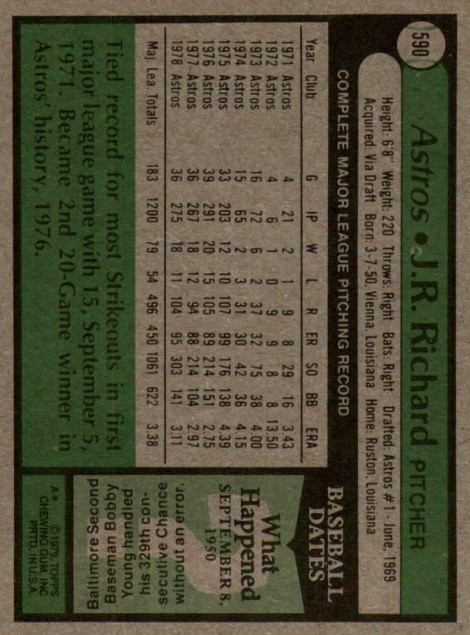 590
Astros • J.R. Richard PITCHER
Height: 6'8" Weight: 220 Throws: Right Bats: Right Drafted: Astros #1 - June, 1969
Acquired: Via Draft Born: 3-7-50, Vienna, Louisiana Home: Ruston, Louisiana
COMPLETE MAJOR LEAGUE PITCHING RECORD
Year Club G IP W L R ER SO BB ERA
1971 Astros 4 21 2 1 9 8 29 16 3.43
1972 Astros 4 6 1 0 9 9 8 8 13.50
1973 Astros 16 72 6 2 37 32 75 38 4.00
1974 Astros 15 65 2 3 31 30 42 36 4.15
1975 Astros 33 203 12 10 107 99 176 138 4.39
1976 Astros 39 291 20 15 105 89 214 151 2.75
1977 Astros 36 267 18 12 94 88 214 104 2.97
1978 Astros 36 275 18 11 104 95 303 141 3.11
Maj. Lea. Totals 183 1200 79 54 496 450 1061 622 3.38
Tied record for most Strikeouts in first
major league game with 15, September 5,
1971. Became 2nd 20-Game winner in
Astros' history, 1976.
BASEBALL
DATES
What
Happened
SEPTEMBER 8,
1950
Baltimore Second
Baseman Bobby
Young handled
his 359th con-
secutive Chance
without an error.
A* © 1979 TOPPS
CHEWING GUM, INC.
PRTD. IN U.S.A.